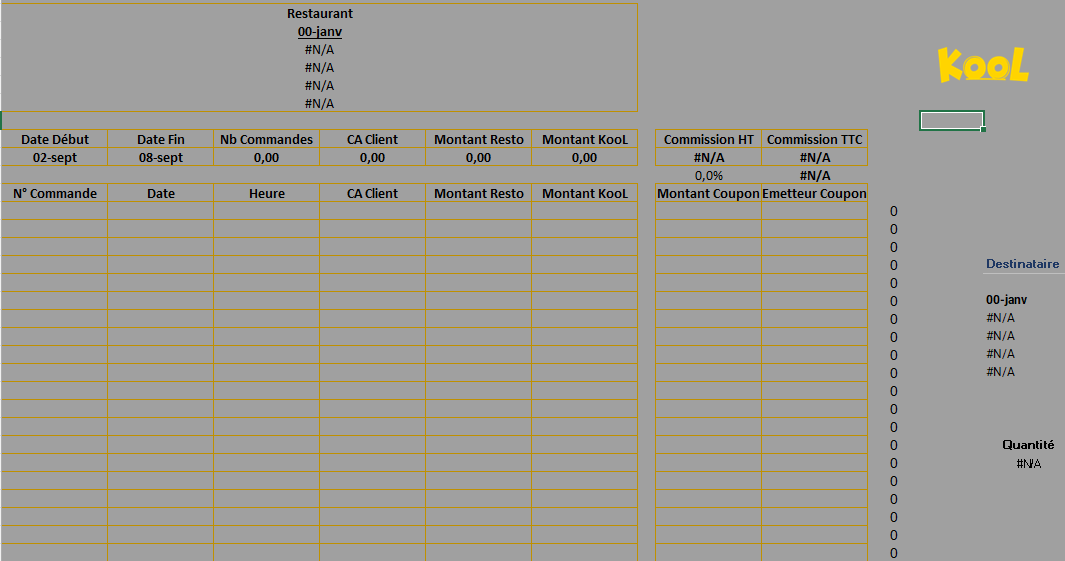 Restaurant
00-janv
#N/A
#N/A
#N/A
#N/A
KooL
Date Début Date Fin Nb Commandes CA Client Montant Resto Montant KooL Commission HT Commission TTC
02-sept 08-sept 0,00 0,00 0,00 0,00 #N/A #N/A
0,0% #N/A
N° Commande Date Heure CA Client Montant Resto Montant KooL Montant Coupon Emetteur Coupon
0
0
0
0 Destinataire
0
0 00-janv
0 #N/A
0 #N/A
0 #N/A
0 #N/A
0
0
0
0 Quantité
0 #N/A
0
0
0
0
0